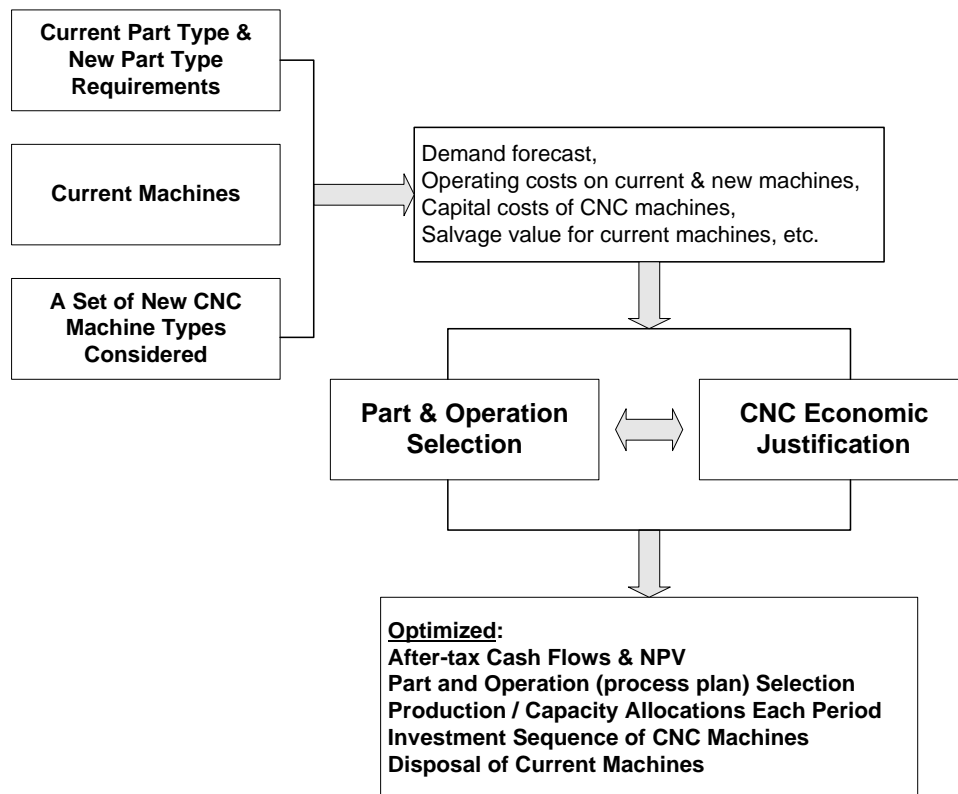 Current Part Type &
New Part Type
Requirements
Current Machines
A Set of New CNC
Machine Types
Considered
Demand forecast,
Operating costs on current & new machines,
Capital costs of CNC machines,
Salvage value for current machines, etc.
Part & Operation
Selection
CNC Economic
Justification
Optimized:
After-tax Cash Flows & NPV
Part and Operation (process plan) Selection
Production / Capacity Allocations Each Period
Investment Sequence of CNC Machines
Disposal of Current Machines